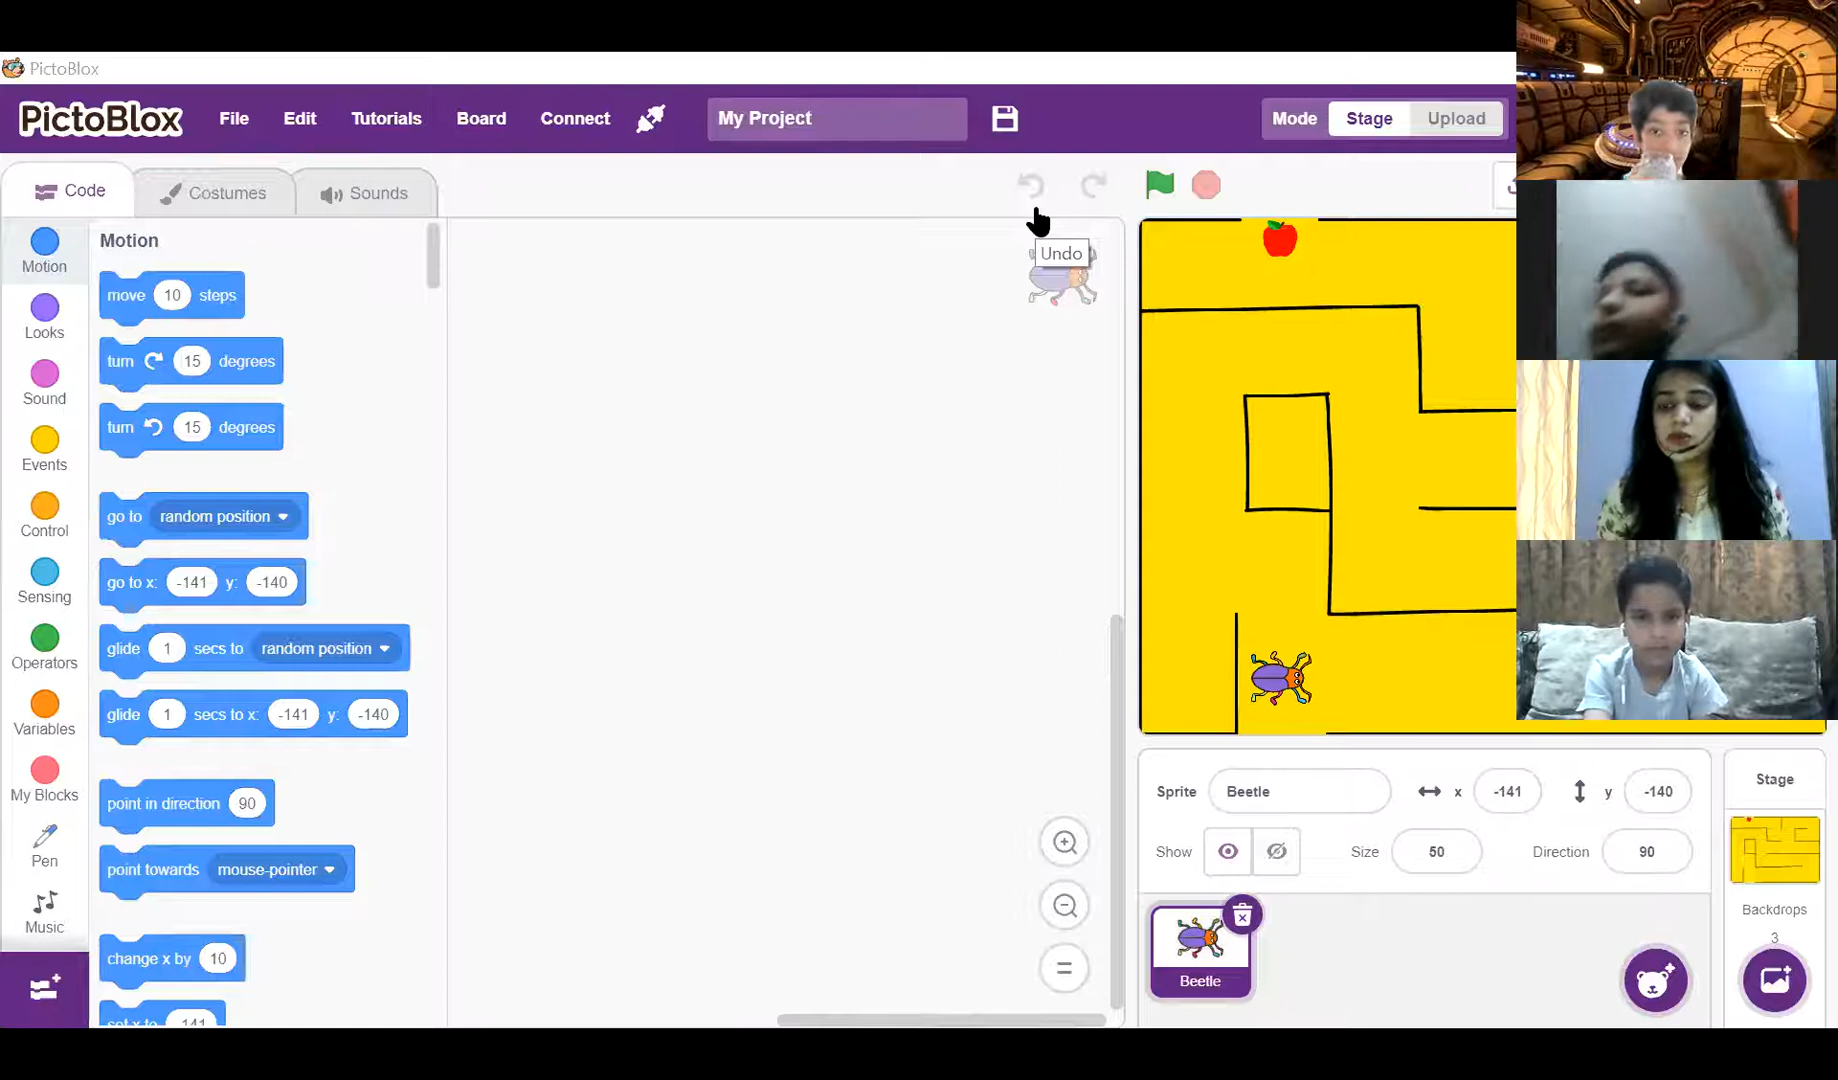 PictoBlox
PictoBlox File Edit Tutorials Board Connect My Project Mode Stage Upload
Code Costumes Sounds
Undo
Motion
Looks
Sound
Events
Control
Sensing
Operators
Variables
My Blocks
Pen
Music
Motion
move 10 steps
turn 15 degrees
turn 15 degrees
go to random position
go to x: -141 y: -140
glide 1 secs to random position
glide 1 secs to x: -141 y: -140
point in direction 90
point towards mouse-pointer
change x by 10
set x to -141
Sprite Beetle x -141 y -140
Show Size 50 Direction 90
Beetle
Stage
Backdrops
3